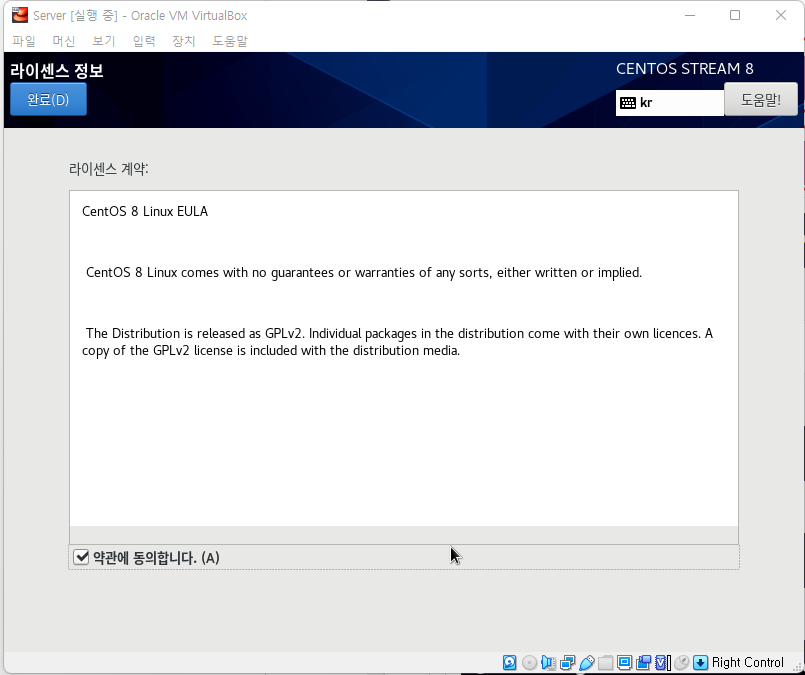 Server [실행 중] - Oracle VM VirtualBox
파일 머신 보기 입력 장치 도움말
라이센스 정보
CENTOS STREAM 8
완료(D)
kr
도움말!
라이센스 계약:
CentOS 8 Linux EULA
CentOS 8 Linux comes with no guarantees or warranties of any sorts, either written or implied.
The Distribution is released as GPLv2. Individual packages in the distribution come with their own licences. A
copy of the GPLv2 license is included with the distribution media.
약관에 동의합니다. (A)
Right Control